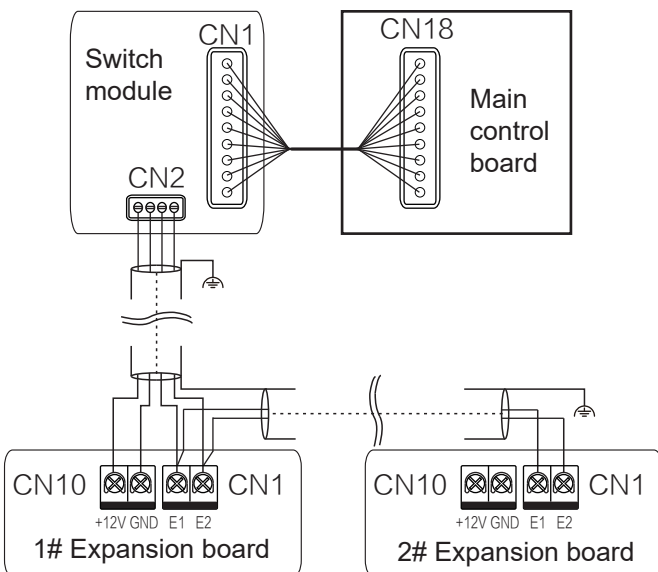 CN1
CN18
Switch
module
Main
control
board
CN2
CN10
CN1
+12V GND E1 E2
1# Expansion board
CN10
CN1
+12V GND E1 E2
2# Expansion board